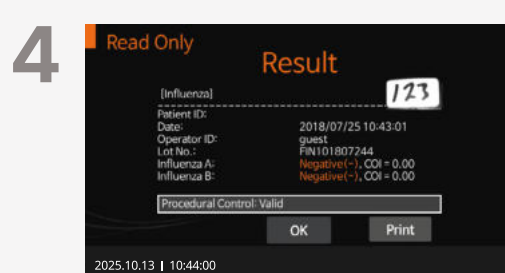 4
Read Only
Result
[Influenza]
123
Patient ID:
Date: 2018/07/25 10:43:01
Operator ID: guest
Lot No.: FIN101807244
Influenza A: Negative(-), COI = 0.00
Influenza B: Negative(-), COI = 0.00
Procedural Control: Valid
OK Print
2025.10.13 | 10:44:00